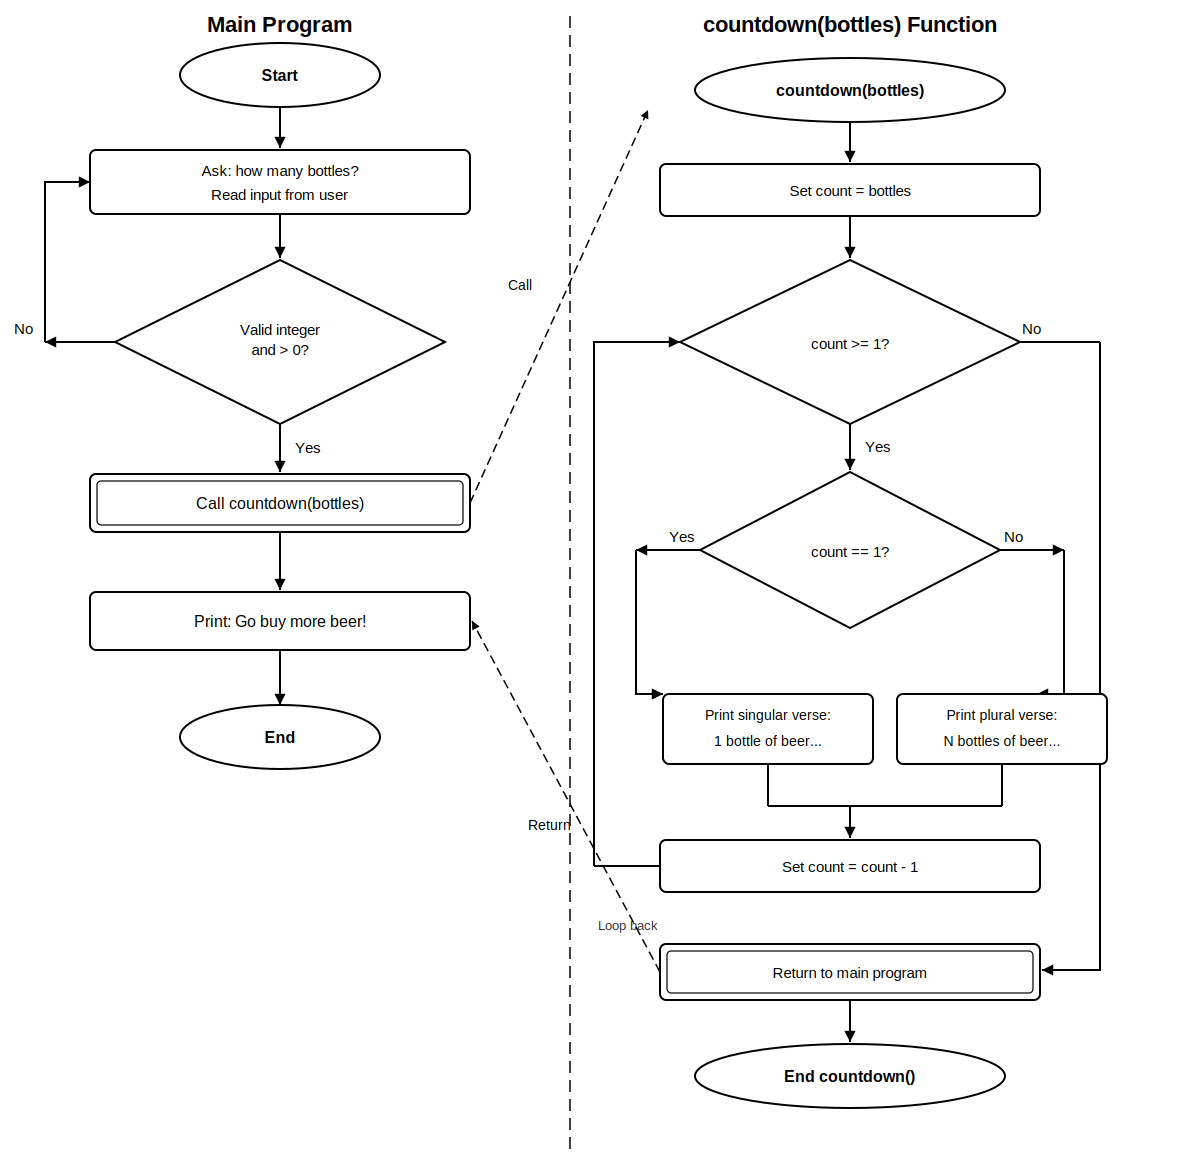 Main Program
Start
Ask: how many bottles?
Read input from user
Valid integer
and > 0?
No
Yes
Call countdown(bottles)
Print: Go buy more beer!
End
Call
Return
countdown(bottles) Function
countdown(bottles)
Set count = bottles
count >= 1?
No
Yes
count == 1?
Yes
No
Print singular verse:
1 bottle of beer...
Print plural verse:
N bottles of beer...
Set count = count - 1
Loop back
Return to main program
End countdown()